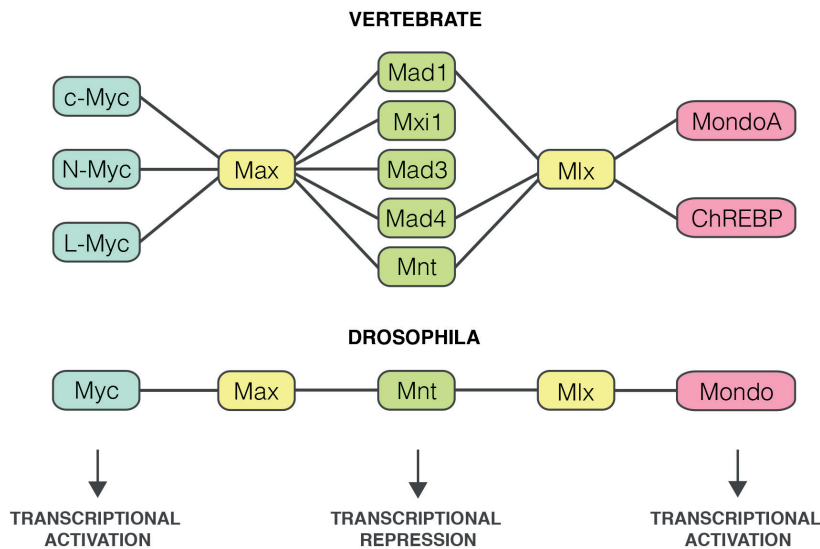 VERTEBRATE
Mad1
c-Myc
Mxi1
MondoA
N-Myc
Max
Mad3
Mlx
L-Myc
Mad4
ChREBP
Mnt
DROSOPHILA
Myc
Max
Mnt
Mlx
Mondo
TRANSCRIPTIONAL
ACTIVATION
TRANSCRIPTIONAL
REPRESSION
TRANSCRIPTIONAL
ACTIVATION